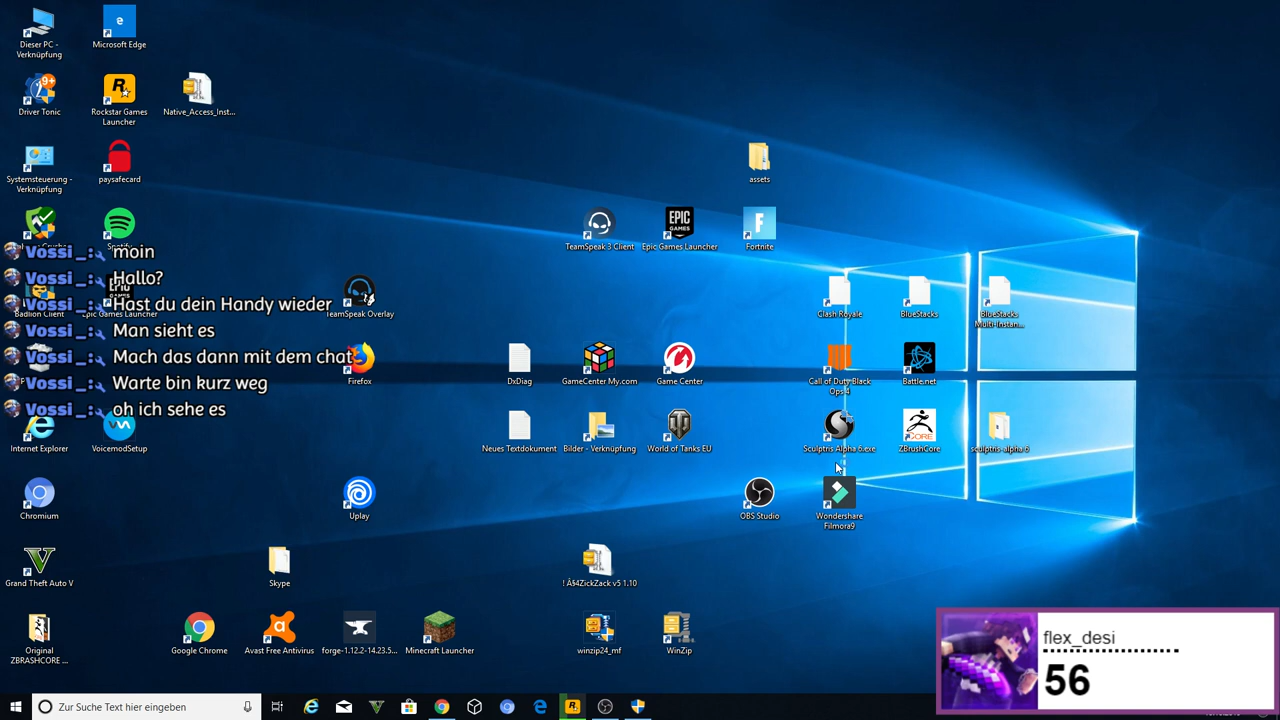 Dieser PC -
Verknüpfung
Microsoft Edge
9+
Driver Tonic
Rockstar Games
Launcher
Native_Access_Inst...
Systemsteuerung -
Verknüpfung
paysafecard
assets
TeamSpeak 3 Client
EPIC
GAMES
Epic Games Launcher
Fortnite
Vossi_: moin
Vossi_: Hallo?
Vossi_: Hast du dein Handy wieder
Vossi_: Man sieht es
Vossi_: Mach das dann mit dem chat
Vossi_: Warte bin kurz weg
Vossi_: oh ich sehe es
Badlion Client
Epic Games Launcher
TeamSpeak Overlay
Clash Royale
BlueStacks
BlueStacks
Multi-Instan...
Firefox
DxDiag
GameCenter My.com
Game Center
Call of Duty Black
Ops 4
Battle.net
Internet Explorer
VoicemodSetup
Neues Textdokument
Bilder - Verknüpfung
World of Tanks EU
Sculptris Alpha 6.exe
ZBrushCore
sculptris-alpha-6
Chromium
Uplay
OBS Studio
Wondershare
Filmora9
Grand Theft Auto V
Skype
! Â§4ZickZack v5 1.10
Original
ZBRASHCORE ...
Google Chrome
Avast Free Antivirus
forge-1.12.2-14.23.5...
Minecraft Launcher
winzip24_mf
WinZip
flex_desi
56
Zur Suche Text hier eingeben